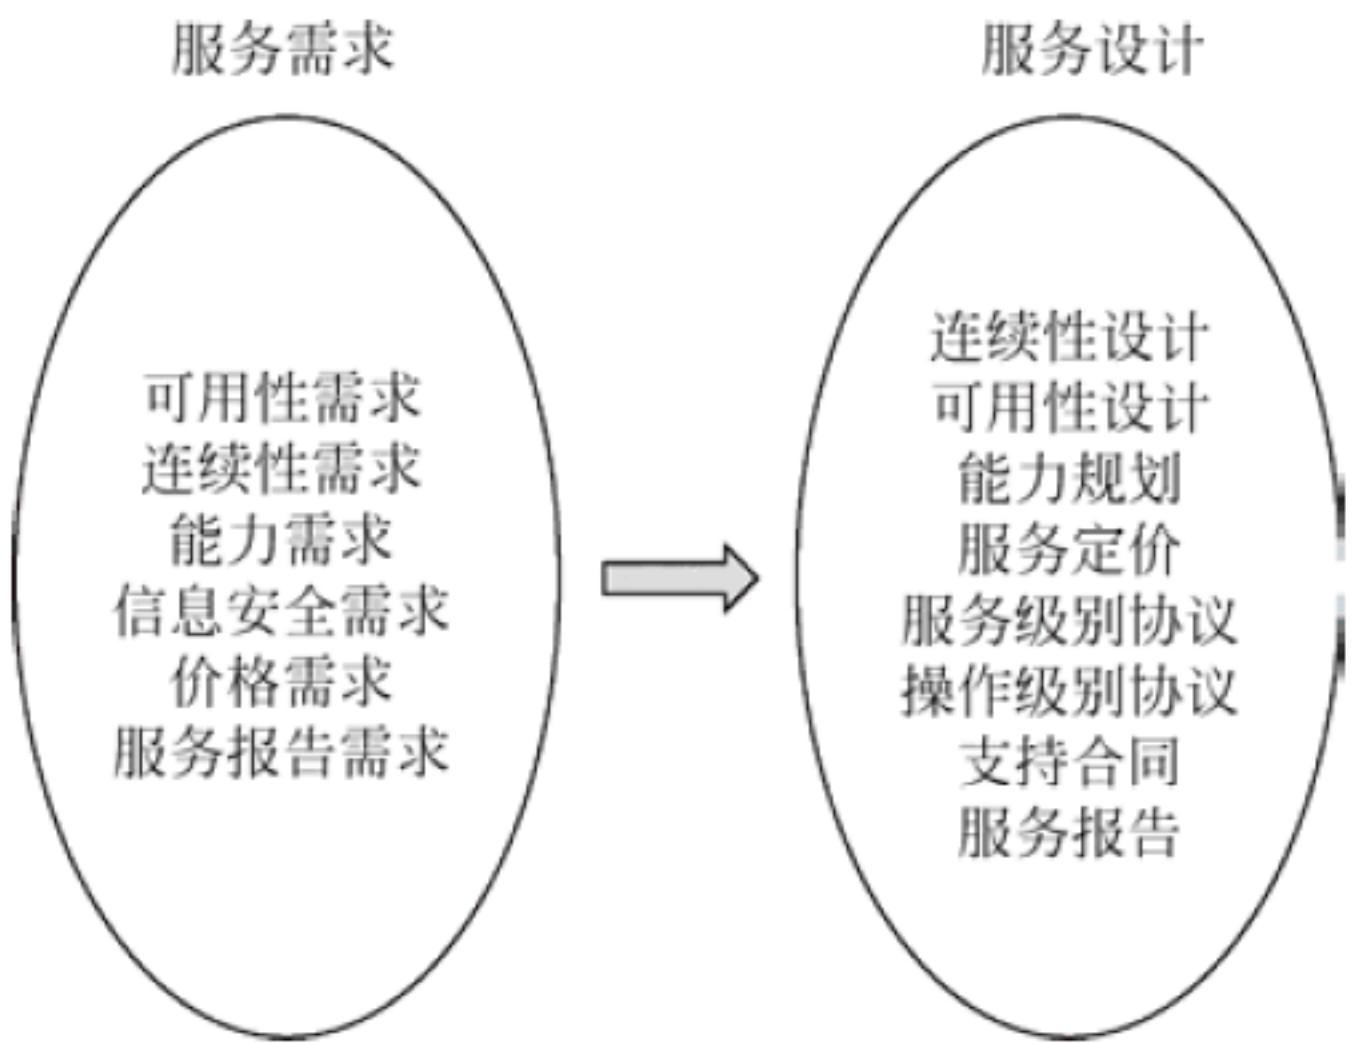 服务需求
可用性需求
连续性需求
能力需求
信息安全需求
价格需求
服务报告需求
服务设计
连续性设计
可用性设计
能力规划
服务定价
服务级别协议
操作级别协议
支持合同
服务报告